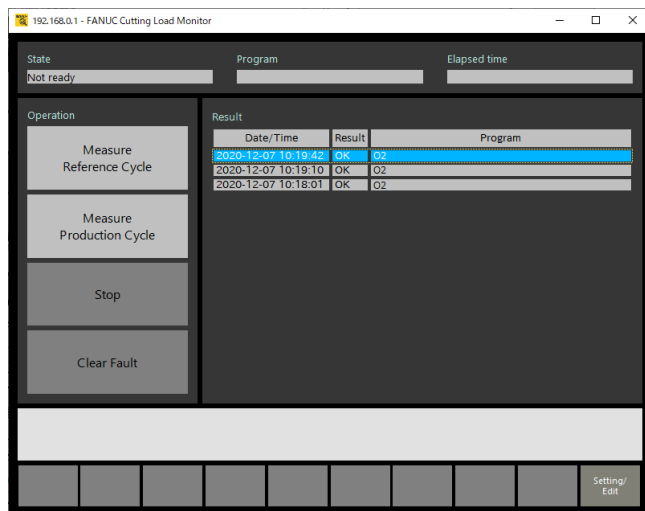 192.168.0.1 - FANUC Cutting Load Monitor
State
Program
Elapsed time
Not ready
Operation
Measure
Reference Cycle
Measure
Production Cycle
Stop
Clear Fault
Result
Date/Time Result Program
2020-12-07 10:19:42 OK O2
2020-12-07 10:19:10 OK O2
2020-12-07 10:18:01 OK O2
Setting/
Edit